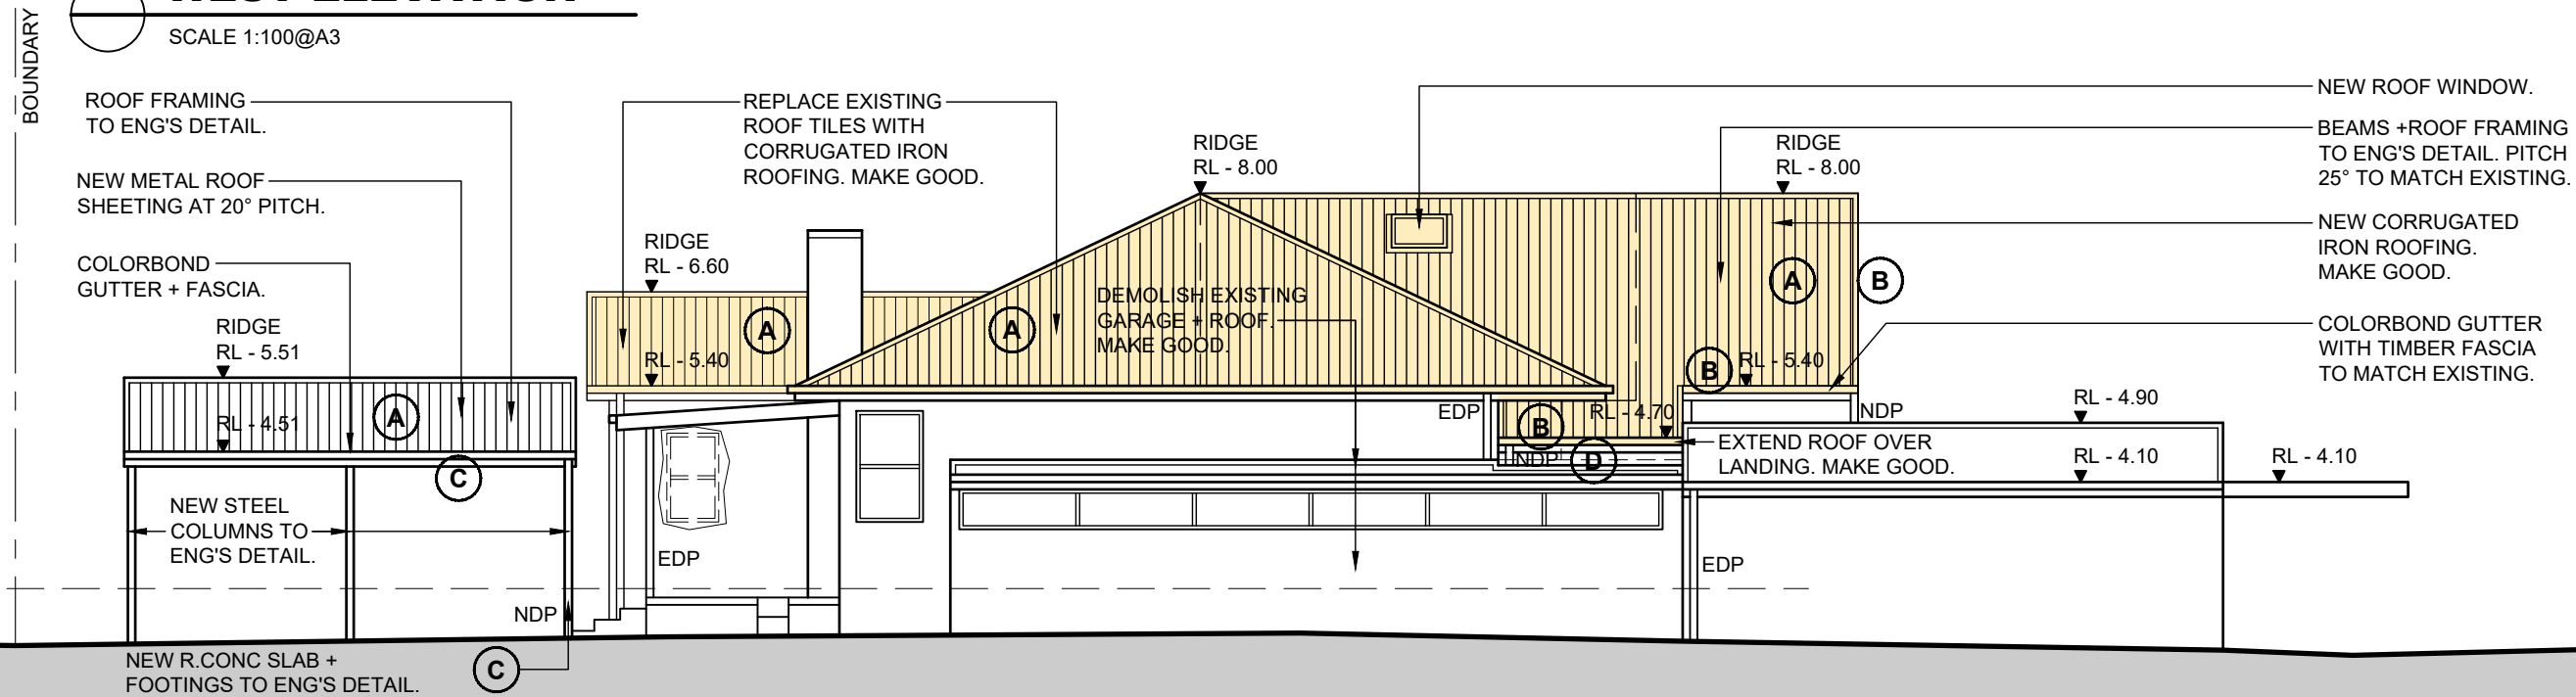 SCALE 1:100@A3
BOUNDARY
ROOF FRAMING
TO ENG'S DETAIL.
NEW METAL ROOF
SHEETING AT 20° PITCH.
COLORBOND
GUTTER + FASCIA.
RIDGE
RL - 5.51
RL - 4.51
A
C
NEW STEEL
COLUMNS TO
ENG'S DETAIL.
NDP
NEW R.CONC SLAB +
FOOTINGS TO ENG'S DETAIL.
C
REPLACE EXISTING
ROOF TILES WITH
CORRUGATED IRON
ROOFING. MAKE GOOD.
RIDGE
RL - 6.60
RL - 5.40
A
A
EDP
RIDGE
RL - 8.00
DEMOLISH EXISTING
GARAGE + ROOF.
MAKE GOOD.
EDP
B
RL - 4.70
NDP
D
RIDGE
RL - 8.00
A
B
B
RL - 5.40
NDP
EXTEND ROOF OVER
LANDING. MAKE GOOD.
EDP
RL - 4.90
RL - 4.10
RL - 4.10
NEW ROOF WINDOW.
BEAMS +ROOF FRAMING
TO ENG'S DETAIL. PITCH
25° TO MATCH EXISTING.
NEW CORRUGATED
IRON ROOFING.
MAKE GOOD.
COLORBOND GUTTER
WITH TIMBER FASCIA
TO MATCH EXISTING.